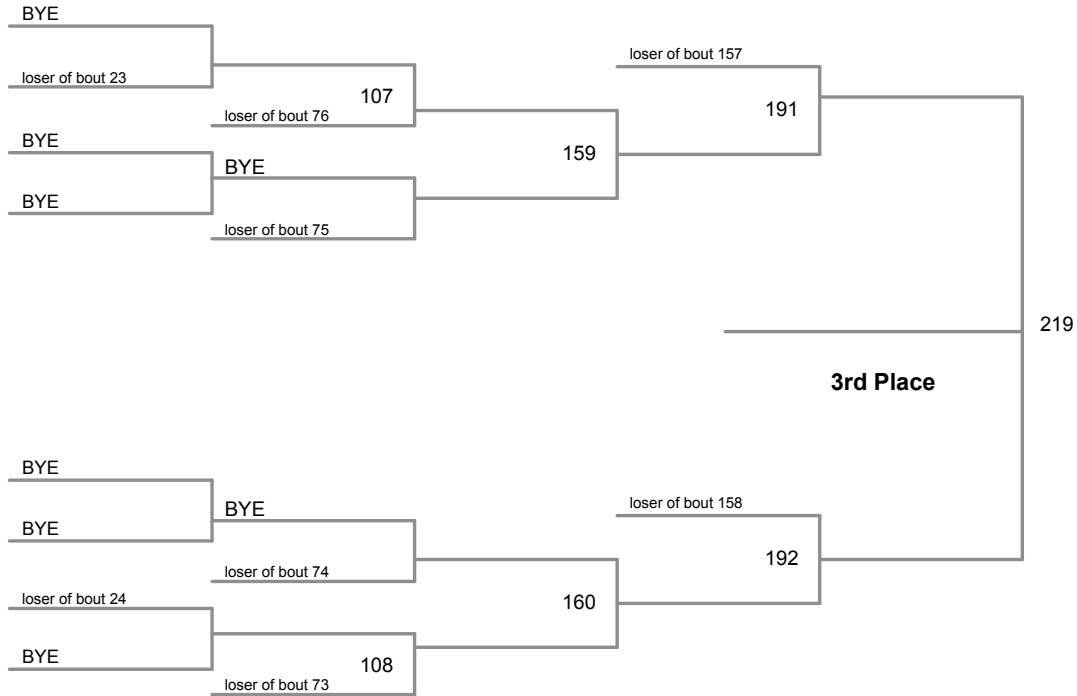 BYE
loser of bout 23
loser of bout 76
107
BYE
BYE
BYE
loser of bout 75
159
loser of bout 157
191
219
3rd Place
BYE
BYE
BYE
loser of bout 74
loser of bout 24
BYE
loser of bout 73
108
160
loser of bout 158
192